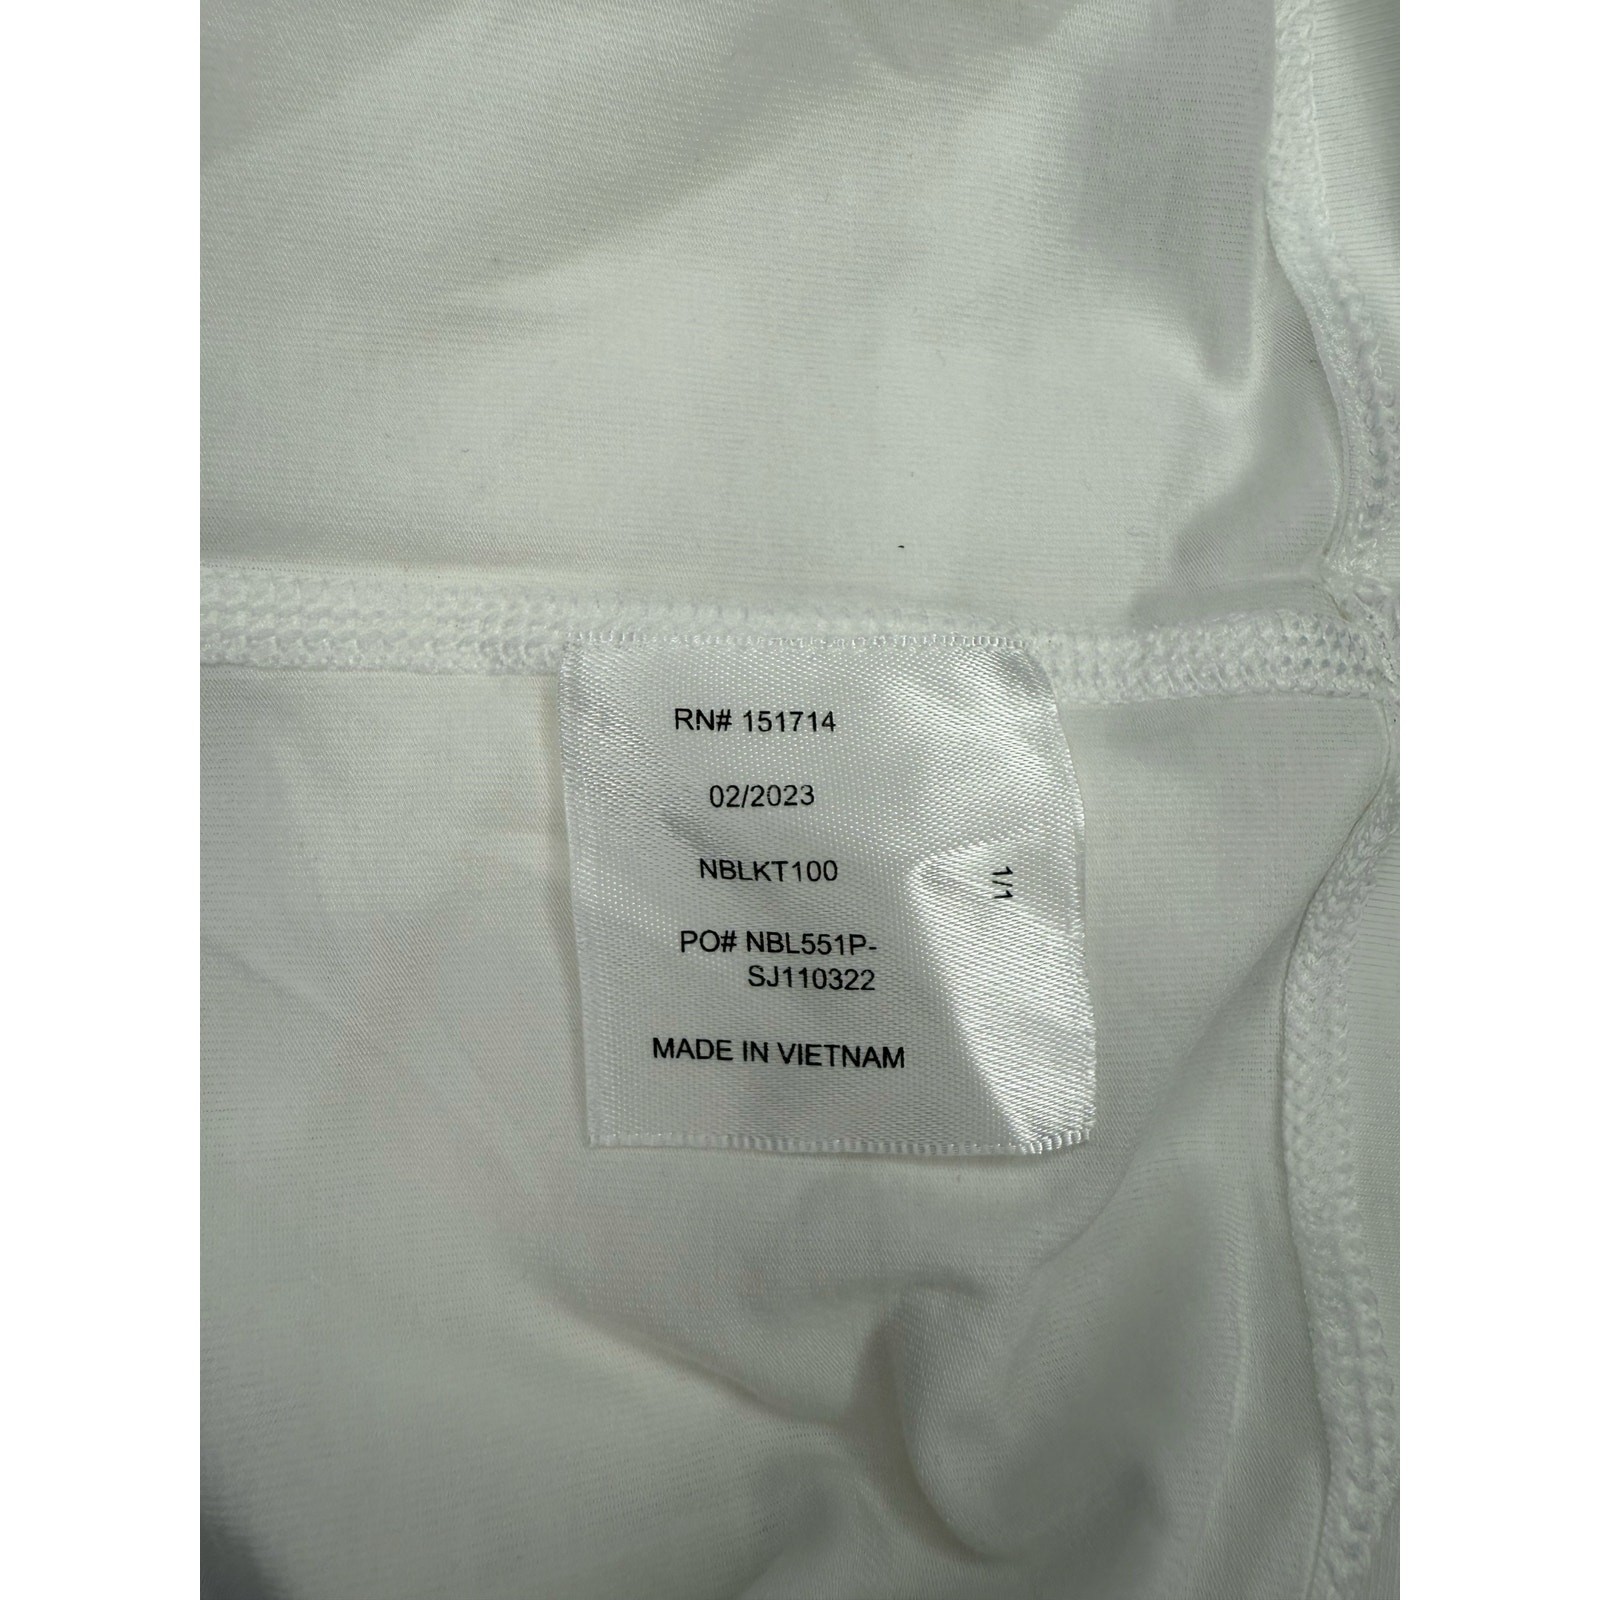 RN# 151714
02/2023
NBLKT100
1/1
PO# NBL551P-
SJ110322
MADE IN VIETNAM